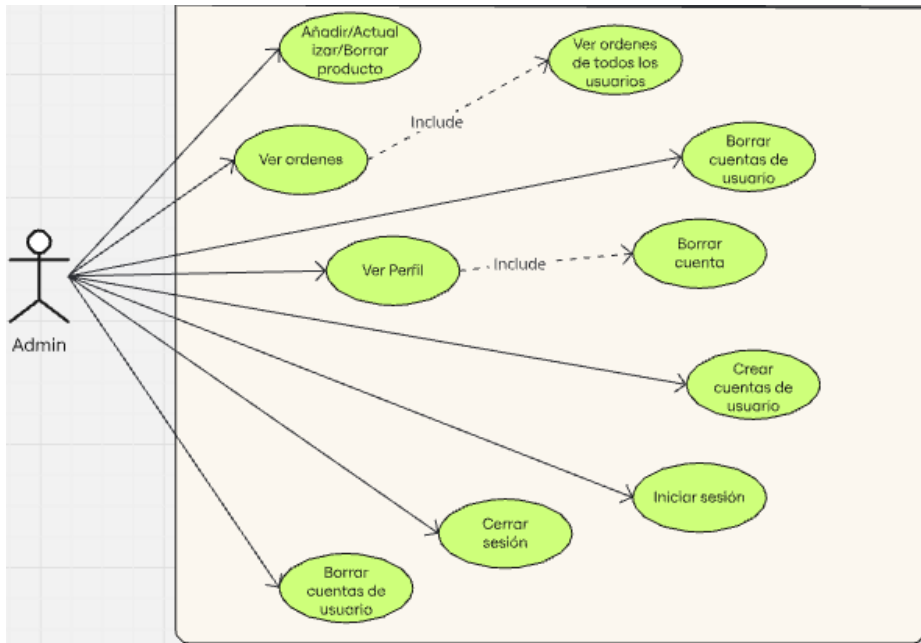 Añadir/Actual
izar/Borrar
producto
Ver ordenes
de todos los
usuarios
Include
Ver ordenes
Borrar
cuentas de
usuario
Ver Perfil
Include
Borrar
cuenta
Admin
Crear
cuentas de
usuario
Iniciar sesión
Cerrar
sesión
Borrar
cuentas de
usuario